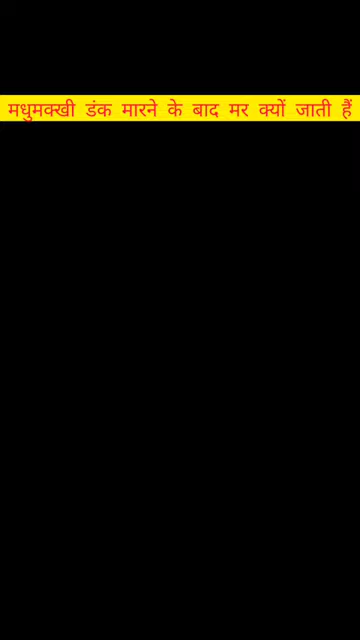 मधुमक्खी डंक मारने के बाद मर क्यों जाती हैं